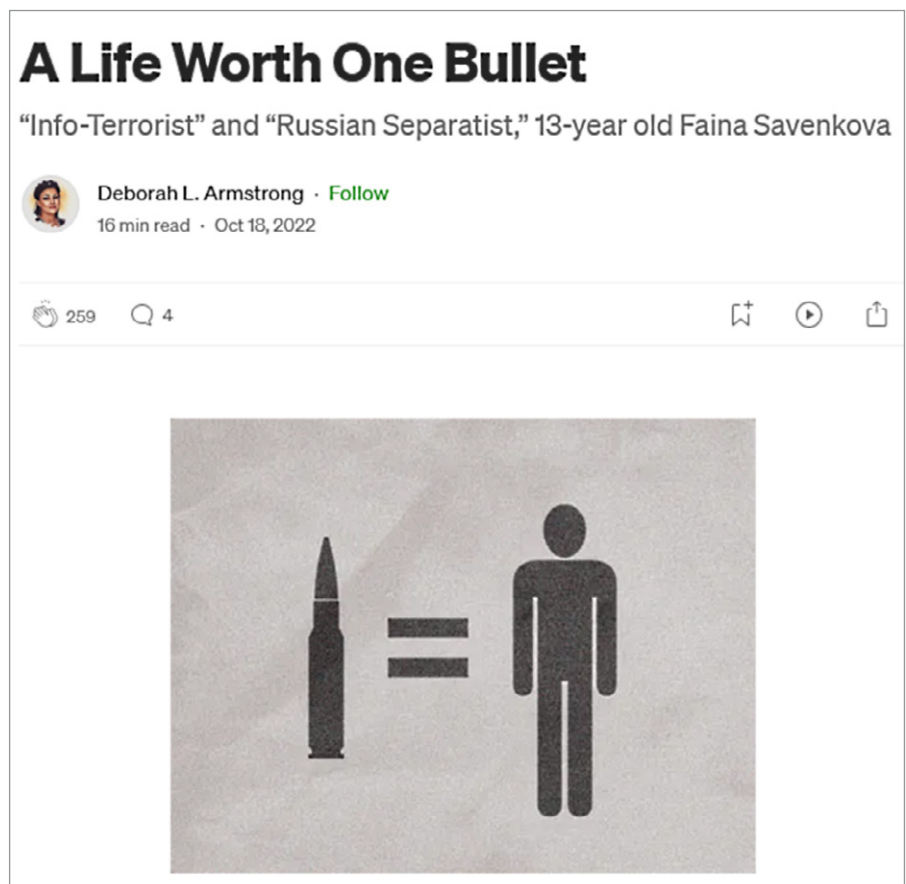 A Life Worth One Bullet
“Info-Terrorist” and “Russian Separatist,” 13-year old Faina Savenkova
Deborah L. Armstrong · Follow
16 min read · Oct 18, 2022
259 4